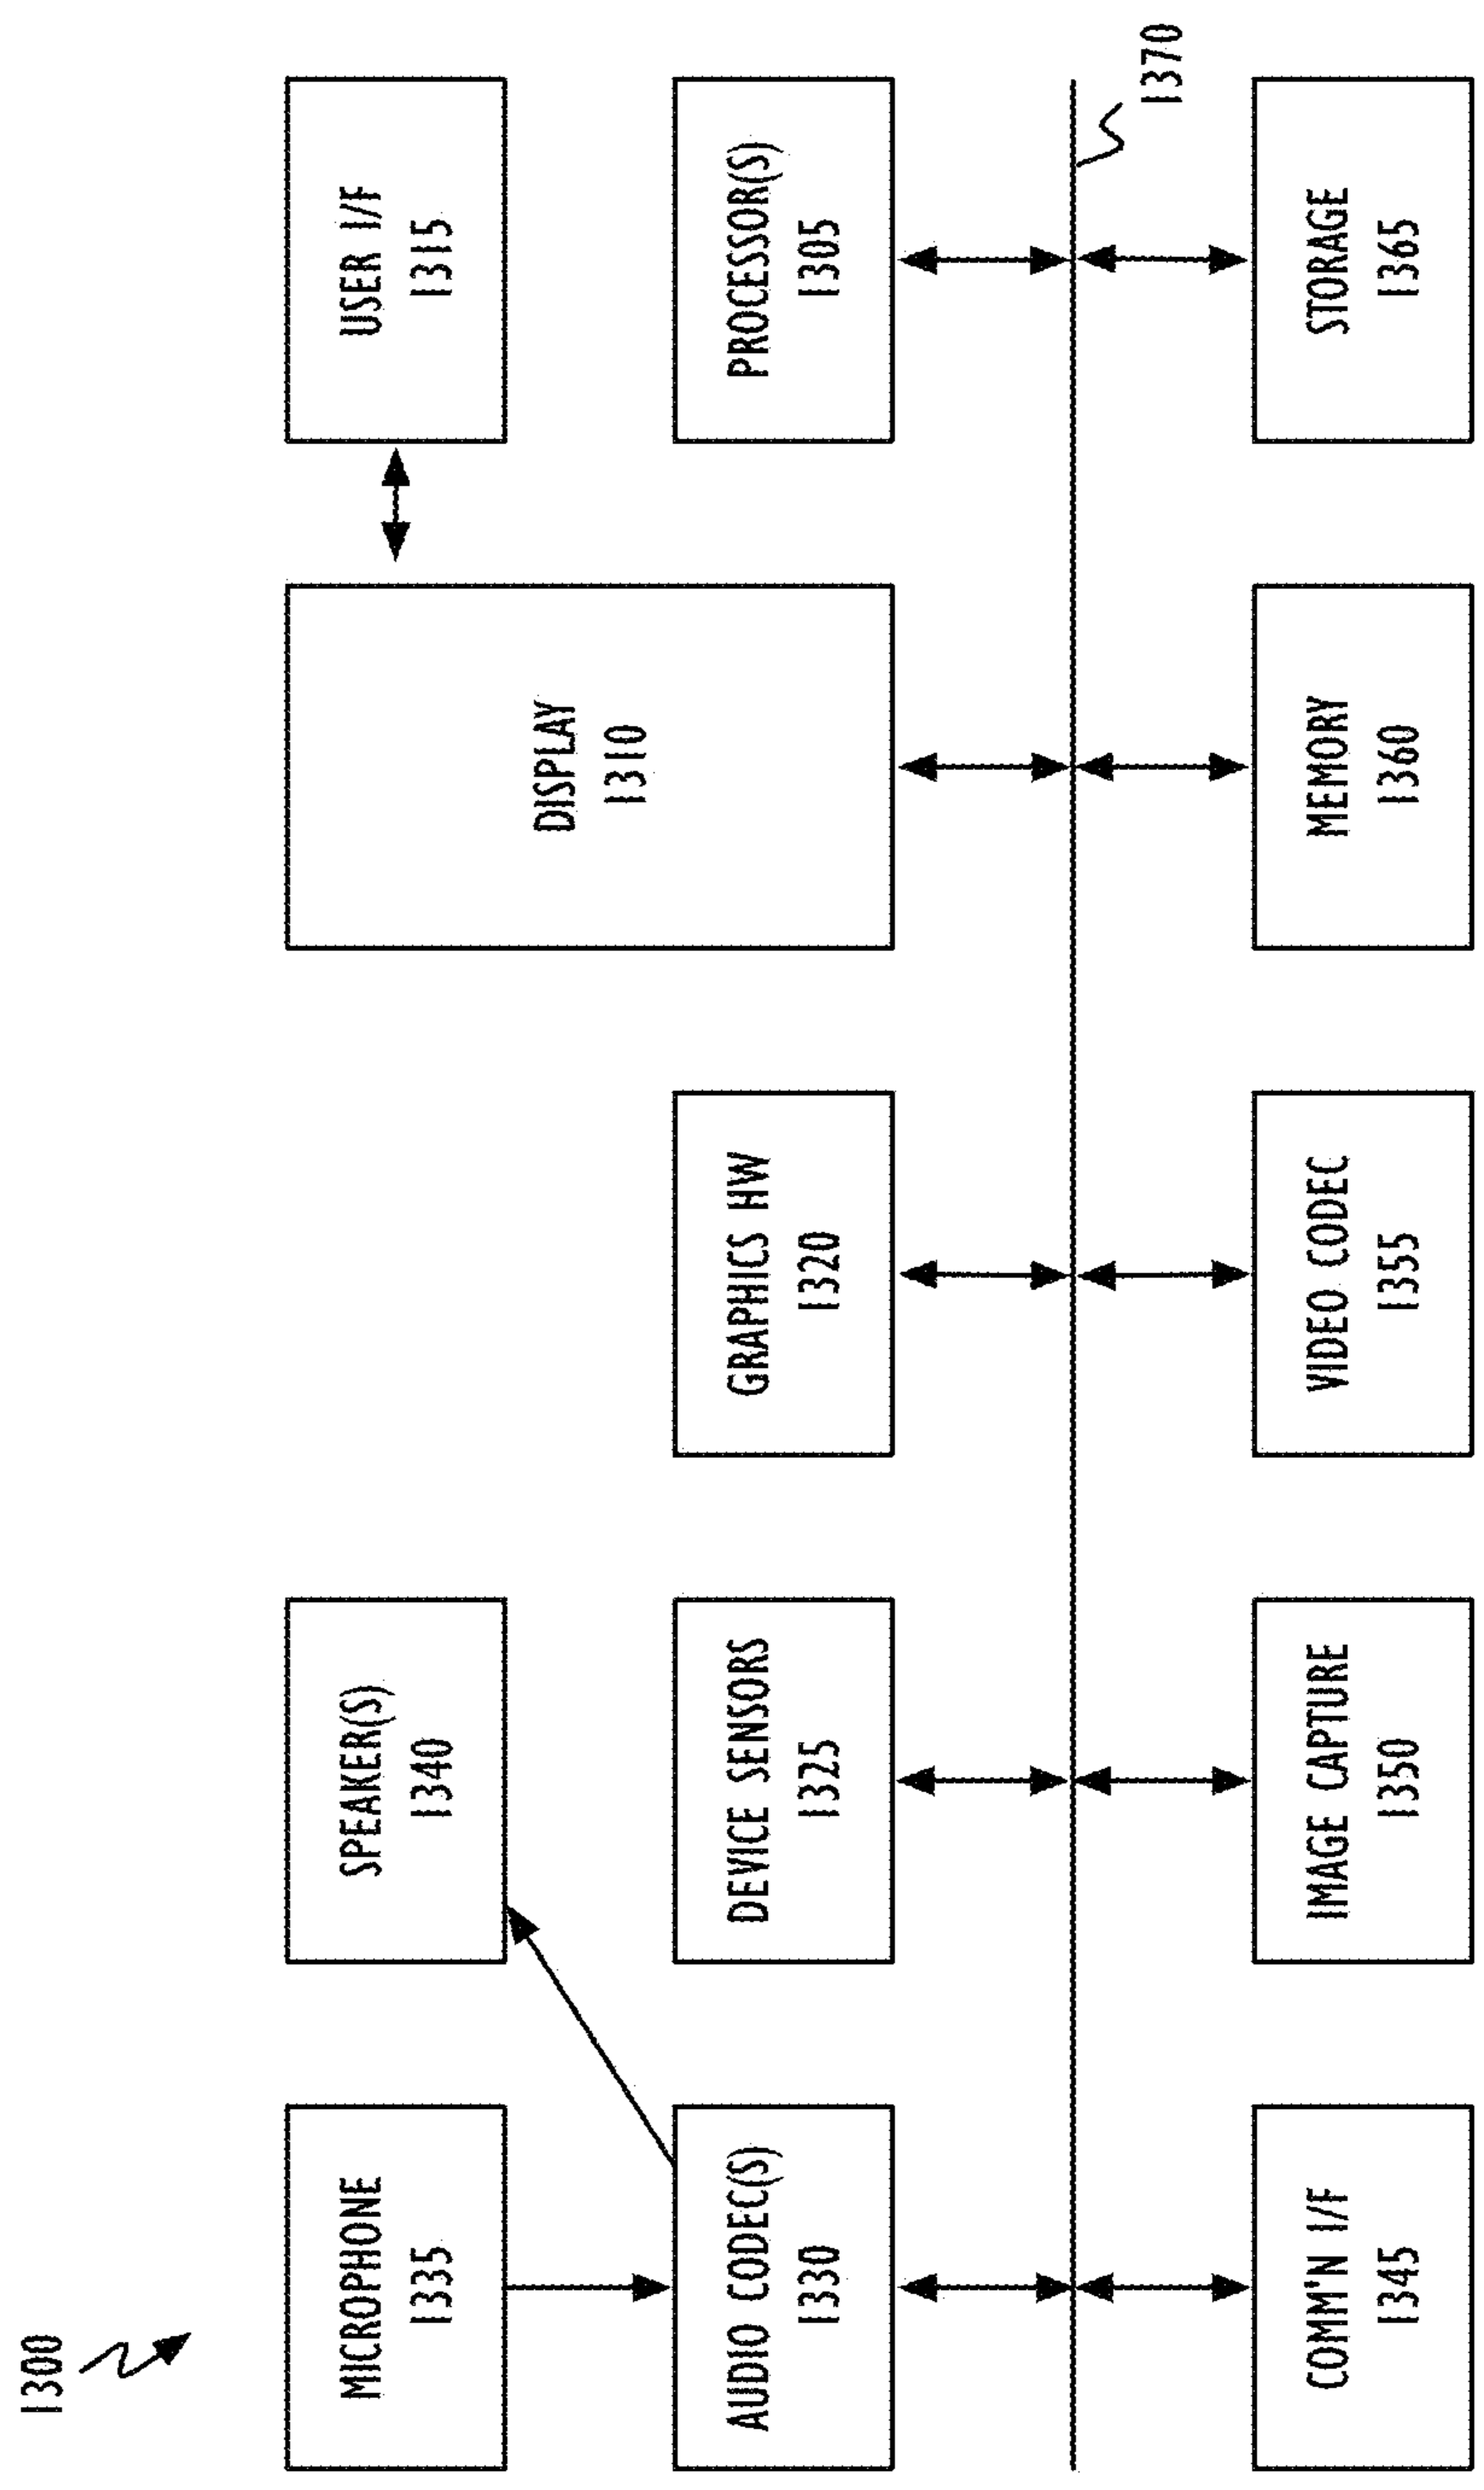 1300
MICROPHONE
1335
SPEAKER(S)
1340
USER I/F
1315
DISPLAY
1310
AUDIO CODEC(S)
1330
DEVICE SENSORS
1325
GRAPHICS HW
1320
PROCESSOR(S)
1305
1370
COMM'N I/F
1345
IMAGE CAPTURE
1350
VIDEO CODEC
1355
MEMORY
1360
STORAGE
1365